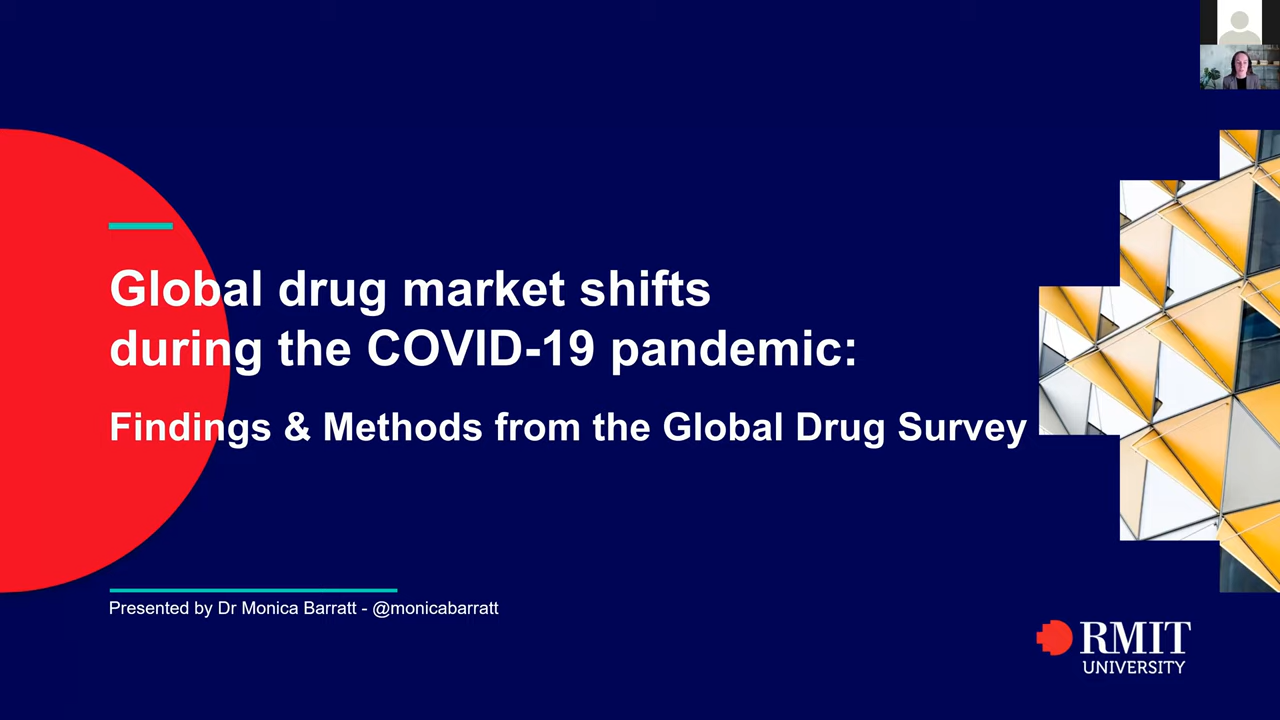 Global drug market shifts
during the COVID-19 pandemic:
Findings & Methods from the Global Drug Survey
Presented by Dr Monica Barratt - @monicabarratt
RMIT
UNIVERSITY